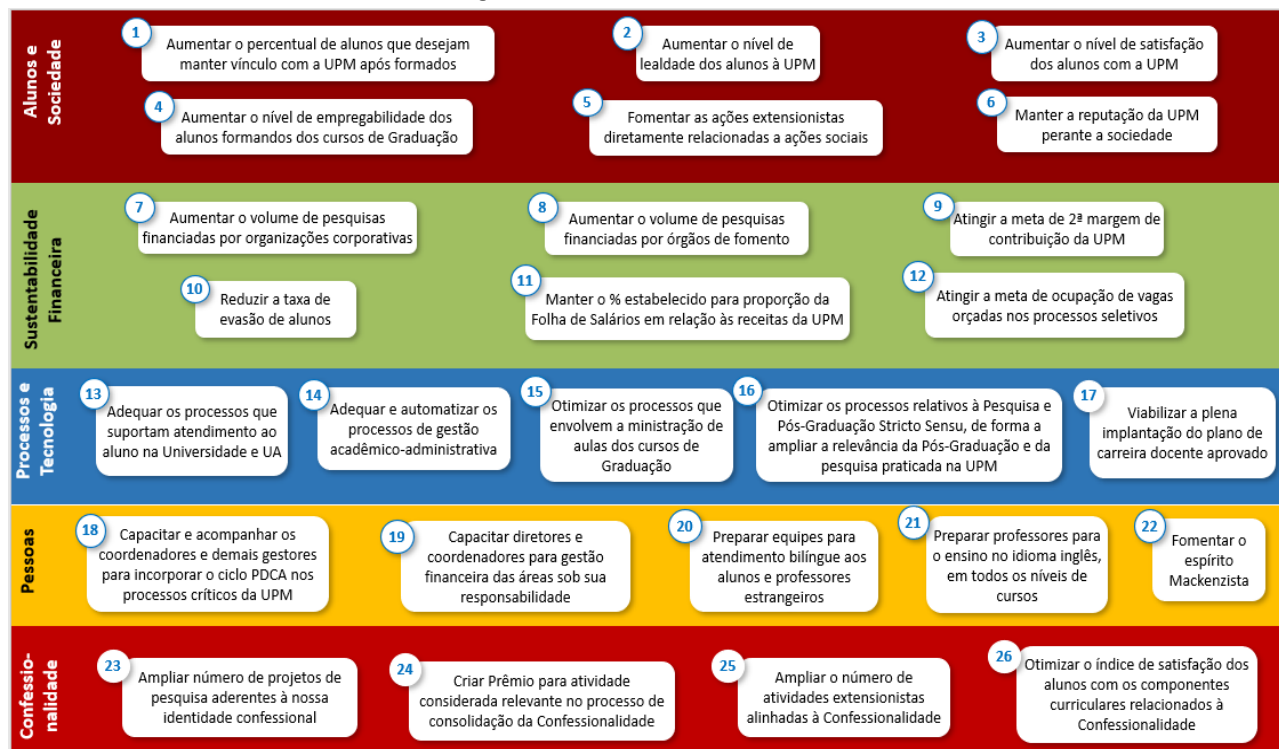 Alunos e
Sociedade
1
Aumentar o percentual de alunos que desejam
manter vínculo com a UPM após formados
2
Aumentar o nível de
lealdade dos alunos à UPM
3
Aumentar o nível de satisfação
dos alunos com a UPM
4
Aumentar o nível de empregabilidade dos
alunos formandos dos cursos de Graduação
5
Fomentar as ações extensionistas
diretamente relacionadas a ações sociais
6
Manter a reputação da UPM
perante a sociedade
Sustentabilidade
Financeira
7
Aumentar o volume de pesquisas
financiadas por organizações corporativas
8
Aumentar o volume de pesquisas
financiadas por órgãos de fomento
9
Atingir a meta de 2ª margem de
contribuição da UPM
10
Reduzir a taxa de
evasão de alunos
11
Manter o % estabelecido para proporção da
Folha de Salários em relação às receitas da UPM
12
Atingir a meta de ocupação de vagas
orçadas nos processos seletivos
Processos e
Tecnologia
13
Adequar os processos que
suportam atendimento ao
aluno na Universidade e UA
14
Adequar e automatizar os
processos de gestão
acadêmico-administrativa
15
Otimizar os processos que
envolvem a ministração de
aulas dos cursos de
Graduação
16
Otimizar os processos relativos à Pesquisa e
Pós-Graduação Stricto Sensu, de forma a
ampliar a relevância da Pós-Graduação e da
pesquisa praticada na UPM
17
Viabilizar a plena
implantação do plano de
carreira docente aprovado
Pessoas
18
Capacitar e acompanhar os
coordenadores e demais gestores
para incorporar o ciclo PDCA nos
processos críticos da UPM
19
Capacitar diretores e
coordenadores para gestão
financeira das áreas sob sua
responsabilidade
20
Preparar equipes para
atendimento bilíngue aos
alunos e professores
estrangeiros
21
Preparar professores para
o ensino no idioma inglês,
em todos os níveis de
cursos
22
Fomentar o
espírito
Mackenzista
Confessio-
nalidade
23
Ampliar número de projetos de
pesquisa aderentes à nossa
identidade confessional
24
Criar Prêmio para atividade
considerada relevante no processo de
consolidação da Confessionalidade
25
Ampliar o número de
atividades extensionistas
alinhadas à Confessionalidade
26
Otimizar o índice de satisfação dos
alunos com os componentes
curriculares relacionados à
Confessionalidade